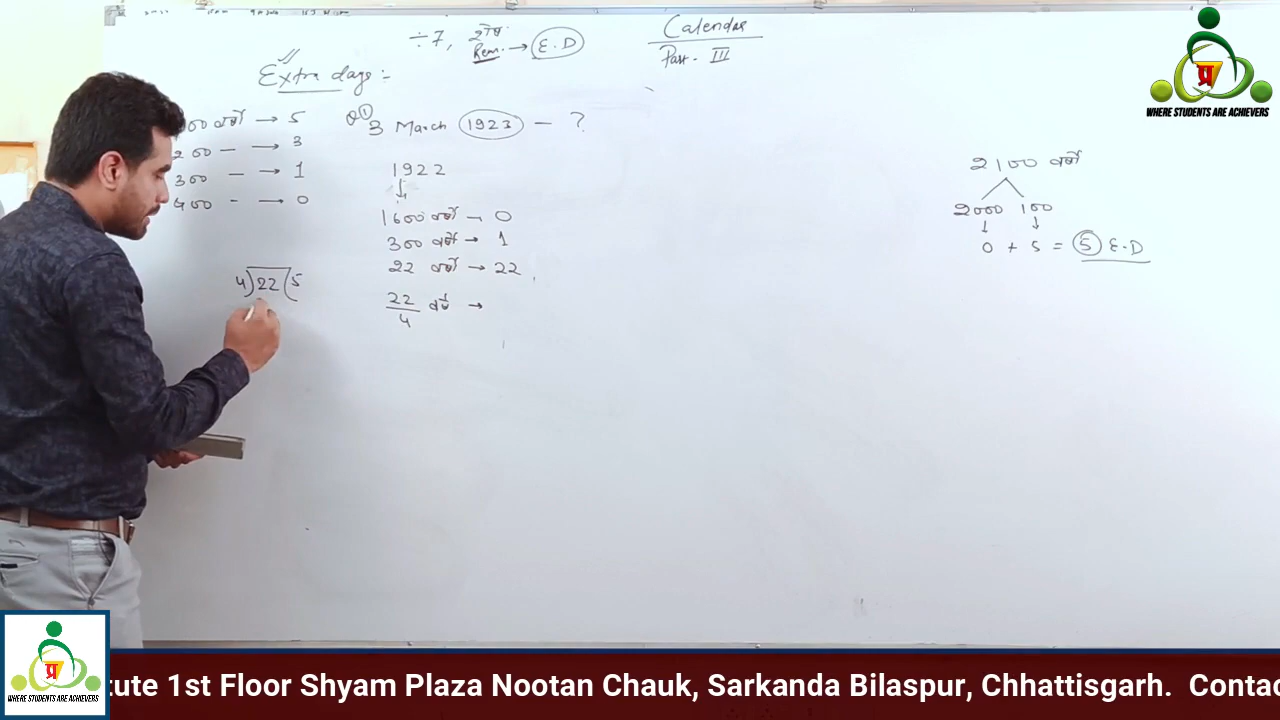 Calendar
Part - III
÷7,
Rem. → E.D
Extra days :-
00 वर्षो → 5
200 — → 3
300 — → 1
400 - → 0
Q① 3 March 1923 — ?
1922
↓
1600 वर्षो → 0
300 वर्षो → 1
22 वर्षो → 22
22/4 वर्ष →
4)22(5
2100 वर्षो
2000 100
↓ ↓
0 + 5 = 5 E.D
प्र
WHERE STUDENTS ARE ACHIEVERS
प्र
WHERE STUDENTS ARE ACHIEVERS
tute 1st Floor Shyam Plaza Nootan Chauk, Sarkanda Bilaspur, Chhattisgarh. Conta